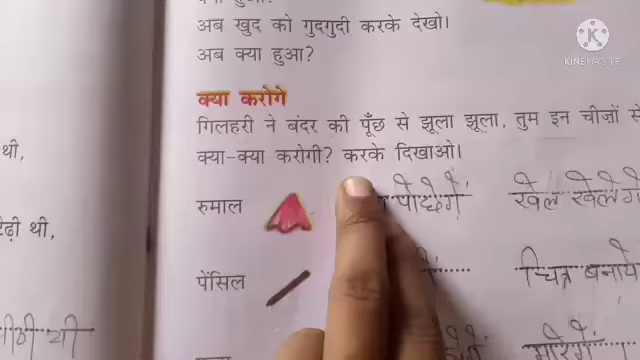 अब खुद को गुदगुदी करके देखो।
अब क्या हुआ?
KINEMASTER
क्या करोगे
गिलहरी ने बंदर की पूँछ से झूला झूला, तुम इन चीज़ों से
थी,
क्या-क्या करोगी? करके दिखाओ।
रुमाल पोछेगें खेल खेलेंगे
टेढ़ी थी,
पेंसिल चित्र बनाये
थी